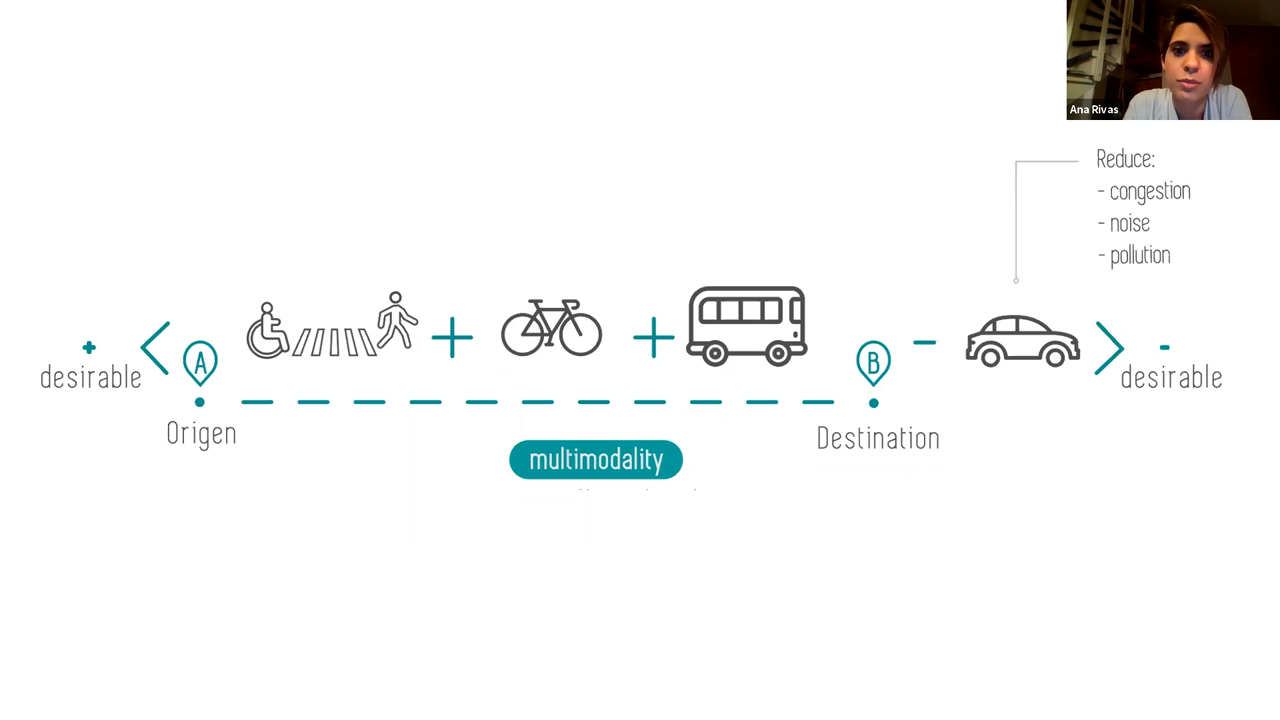 Ana Rivas
Reduce:
- congestion
- noise
- pollution
+
desirable
A
Origen
+
+
B
Destination
-
-
desirable
multimodality